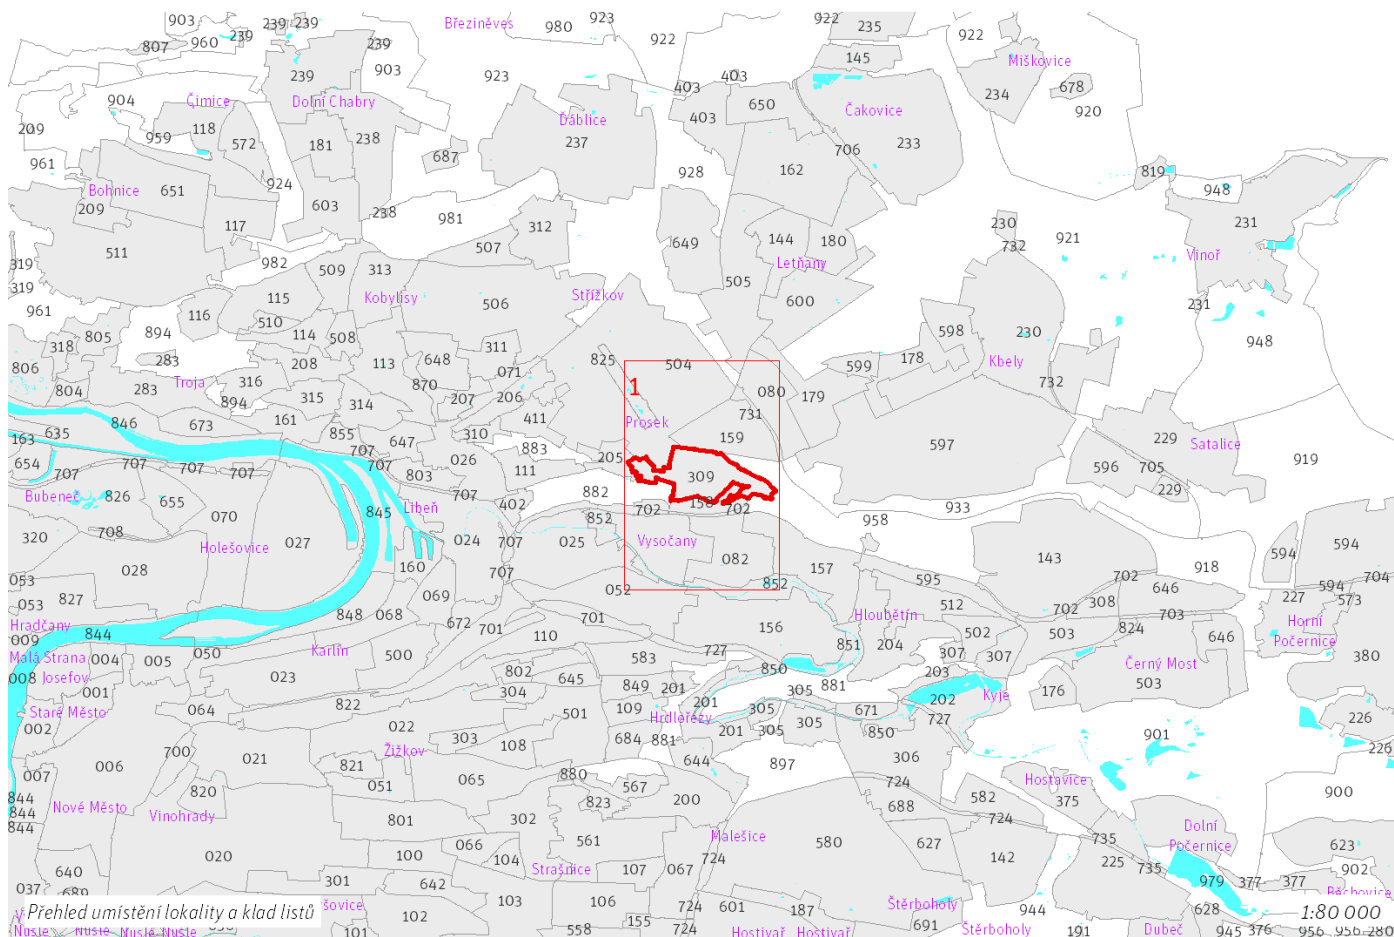 903 239 239 922 235 923 980 922
Březiněves
807 960 239 239 903 923 922 145
Miškovice
239 403 403 234 678
904 Čimice Dolní Chabry 650 Čakovice 920
209 118 Ďáblice 403
959 572 181 238 237 706 233
961 687 162 928 819
Bohnice 651 924 948
209 603 238 981 312 230 231
117 649 144 180 921
511 507 732
319 982 509 313 Letňany Vinoř
319 Kobylisy 506 Střížkov 505 600
115 231
961 116 510 598 230 948
894 805 114 508 311
318 283 208 113 648 825 504 599 178 Kbely
806 071
Troja 316 870 1 732
804 283 894 315 314 207 206 080 179
846 673 161 411 Prosek 731
163 635 855 647 310 159 597 229 Satalice
707 883
654 707 707 707 707 707 026 111 205 309 596 705 919
803
Bubeneč 826 655 707 882 229
Libeň 402 702 158 702 933
845 852 958
320 708 070 027 024 707 025 Vysočany 143 594 594
Holešovice
028 160 707 082 157 918
053 852 595 702 594 704
052 646
053 827 069 227 573
848 068 512 702 308 703
Hradčany 672 701 701 Hloubětín
009 844 110 156 502 503 824 646 Horní
Počernice
Malá Strana 004 005 050 Karlín 500 583 727 851 204 307 307 380
008 Josefov 023 802 645 850 203 Černý Most
001 304 849 201 305 881 176 503
064 822 202 Kyje
Staré Město 501 109 201 305 671 727 226
002 022 Hrdlořezy 305
700 303 108 684 881 201 305 850 901 226
Žižkov
007 006 021 821 065 880 644 897 306
051 567 724 Hostavice
844 820 823 200 582 375 900
844 Nové Město Vinohrady 801 302 688 724
844 561 Malešice 580 627 735 Dolní
Počernice 623
020 100 066 104 724 142 225 735
640 Strašnice 107 067 902
037 689 301 642 979 377 377 Běchovice
Přehled umístění lokality a klad listů
103 106 724 601 187 Štěrboholy 944 628 1:80 000
102 155 691
101 558 724 Hostivař Hostivař Štěrboholy 191 Dubeč 945 376 956 956 280
Nusle Nusle Nusle Nusle